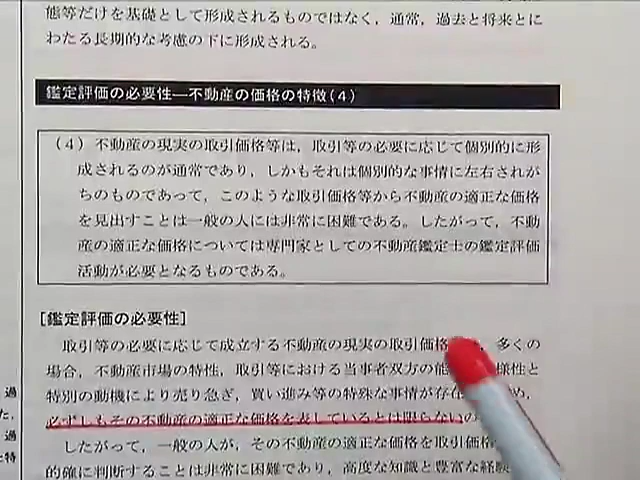 態等だけを基礎として形成されるものではなく，通常，過去と将来とに
わたる長期的な考慮の下に形成される。
鑑定評価の必要性―不動産の価格の特徴(4)
(4) 不動産の現実の取引価格等は，取引等の必要に応じて個別的に形
成されるのが通常であり，しかもそれは個別的な事情に左右されが
ちのものであって，このような取引価格等から不動産の適正な価格
を見出すことは一般の人には非常に困難である。したがって，不動
産の適正な価格については専門家としての不動産鑑定士の鑑定評価
活動が必要となるものである。
[鑑定評価の必要性]
取引等の必要に応じて成立する不動産の現実の取引価格 ，多くの
場合，不動産市場の特性，取引等における当事者双方の能 様性と
特別の動機により売り急ぎ，買い進み等の特殊な事情が存在 め，
必ずしもその不動産の適正な価格を表しているとは限らないの
したがって，一般の人が，その不動産の適正な価格を取引価格
的確に判断することは非常に困難であり，高度な知識と豊富な経験
過
た.
過
と特